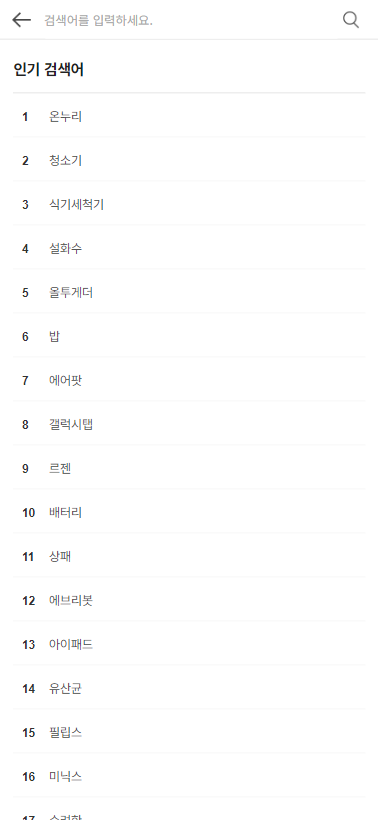 검색어를 입력하세요.
인기 검색어
1 온누리
2 청소기
3 식기세척기
4 설화수
5 올투게더
6 밥
7 에어팟
8 갤럭시탭
9 르젠
10 배터리
11 상패
12 에브리봇
13 아이패드
14 유산균
15 필립스
16 미닉스
17